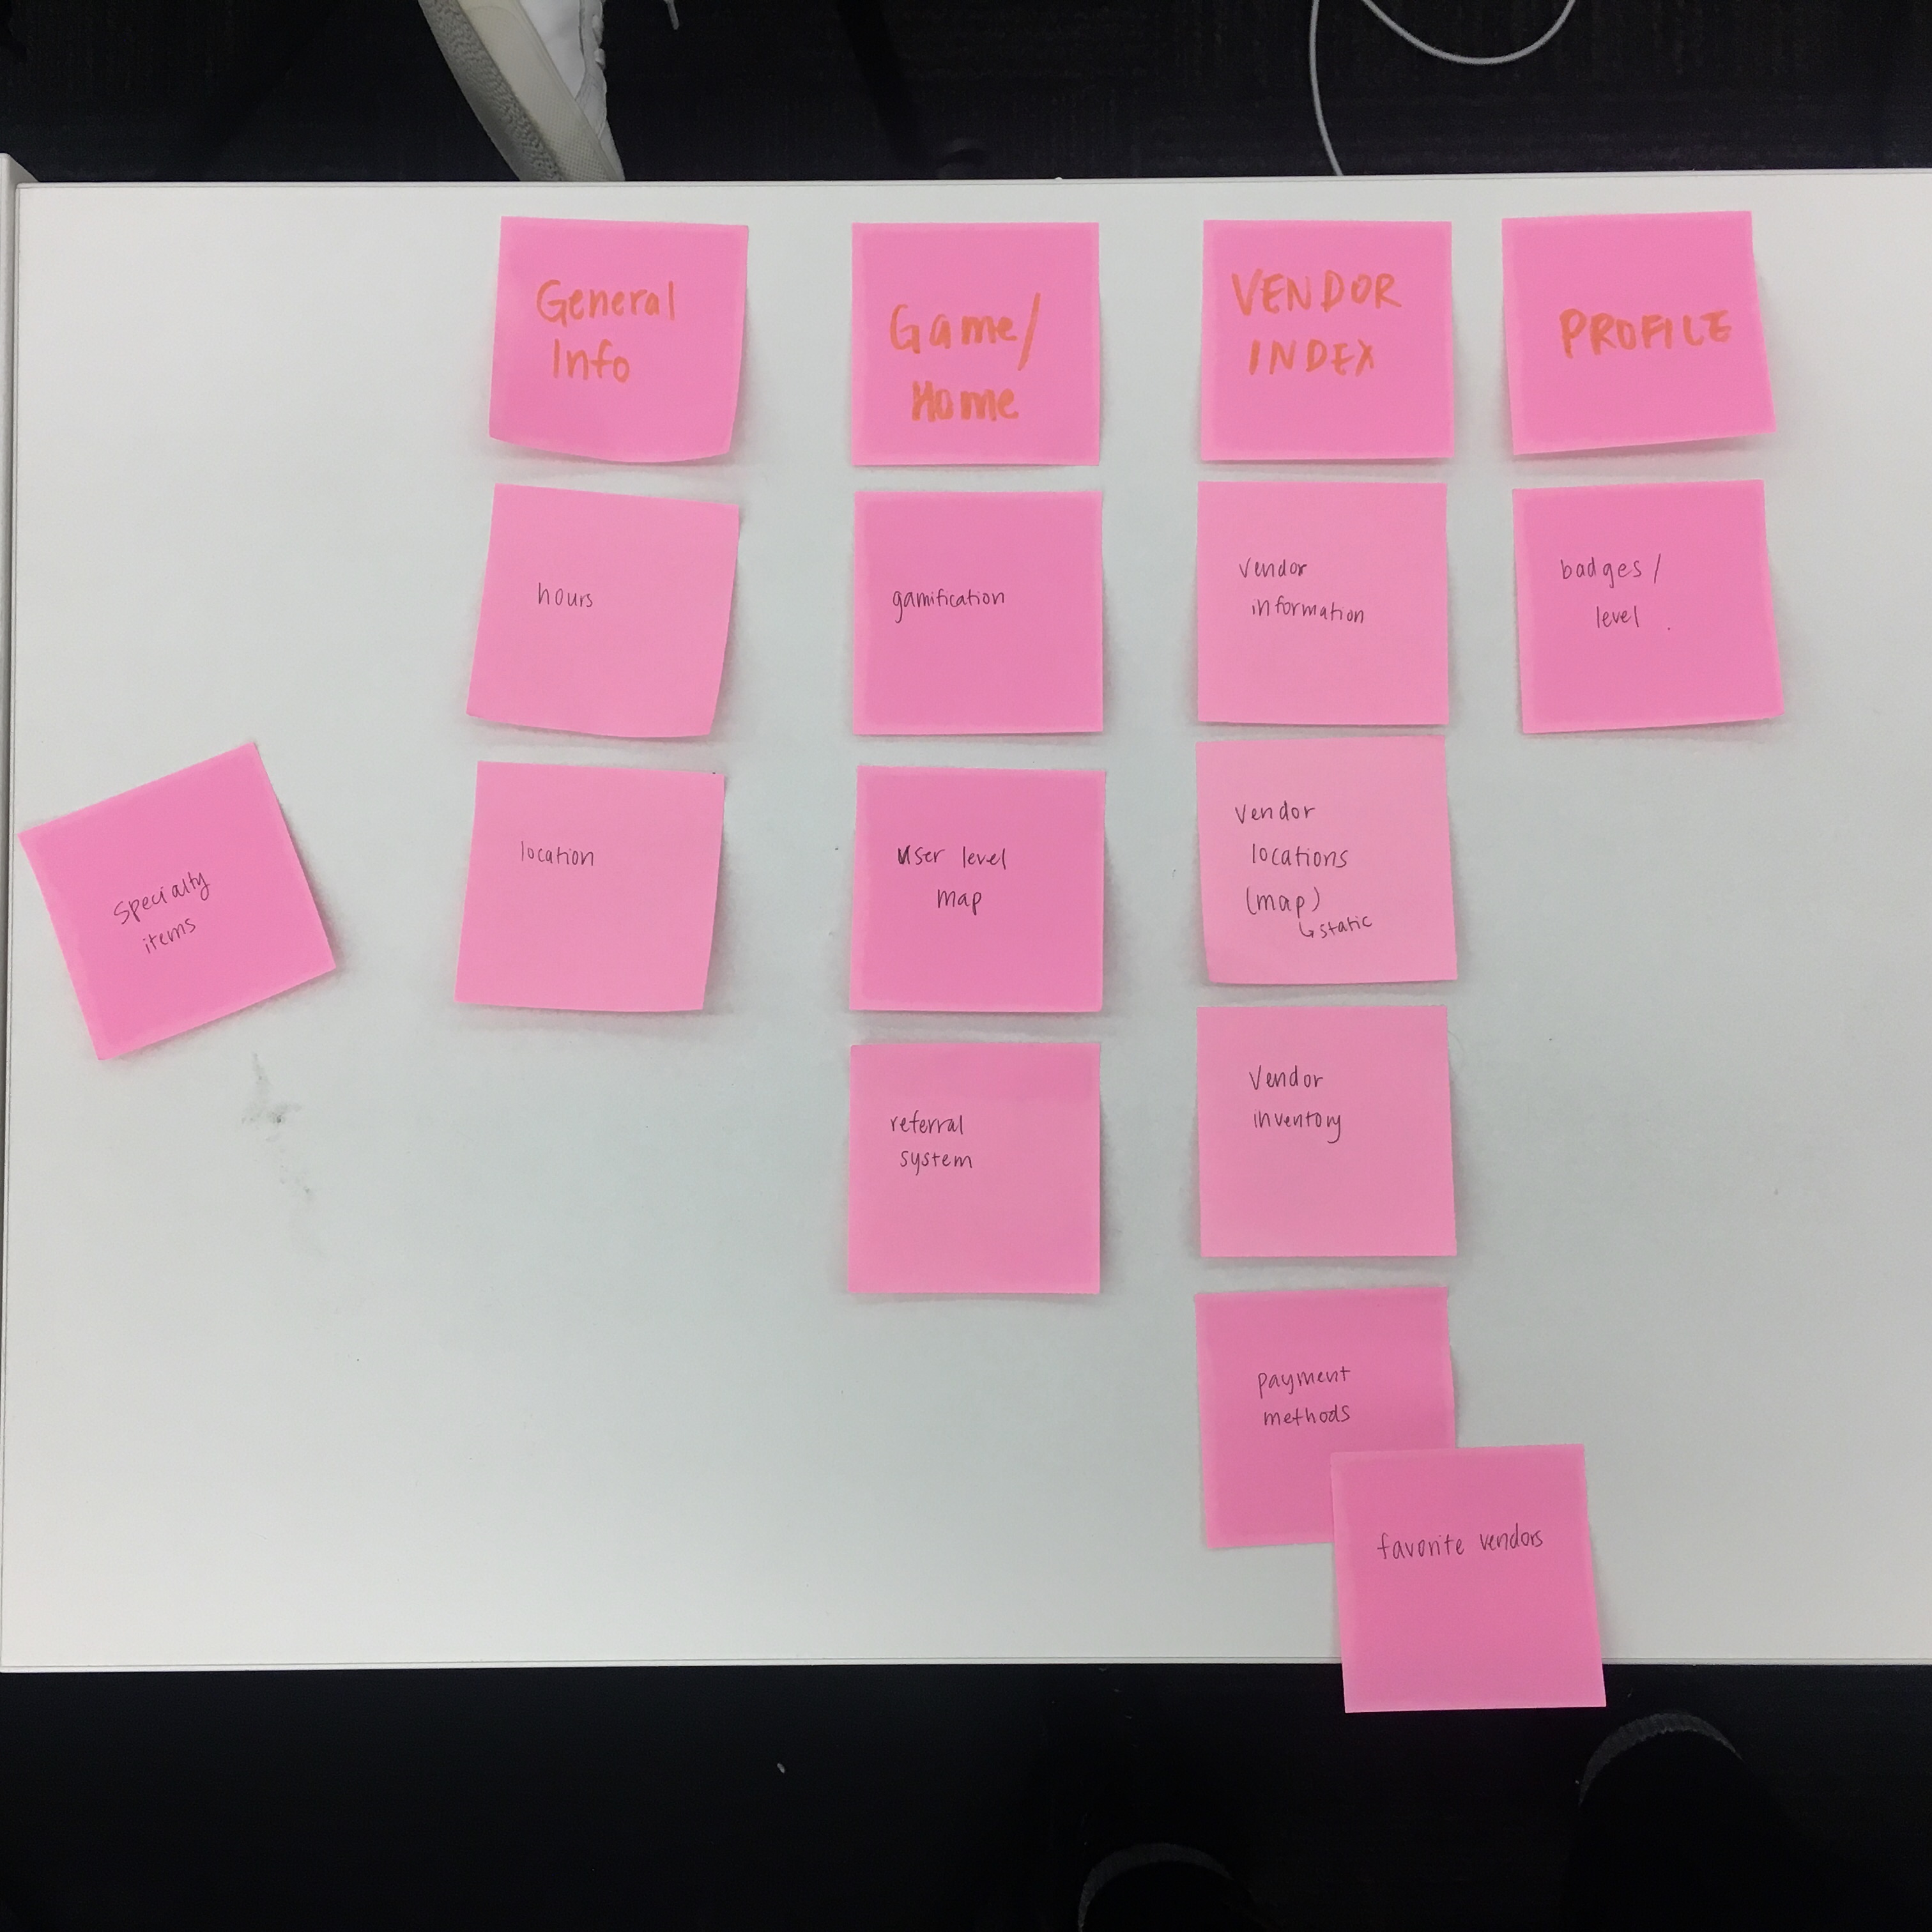 General
Info
hours
location
Game/
Home
gamification
user level
map
referral
system
VENDOR
INDEX
vendor
information
vendor
locations
(map)
↳static
Vendor
inventory
payment
methods
favorite vendors
PROFILE
badges/
level .
Specialty
items